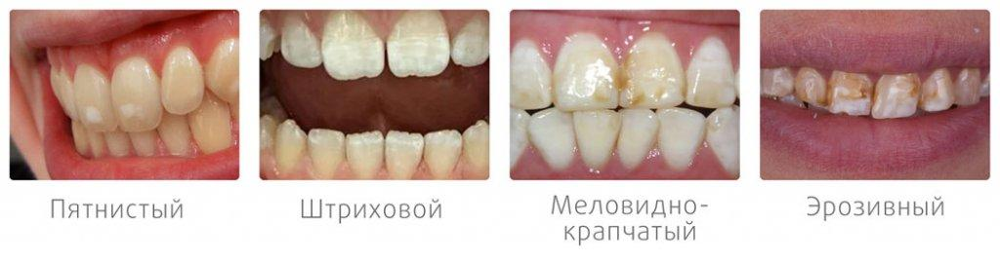 Пятнистый
Штриховой
Меловидно-
крапчатый
Эрозивный